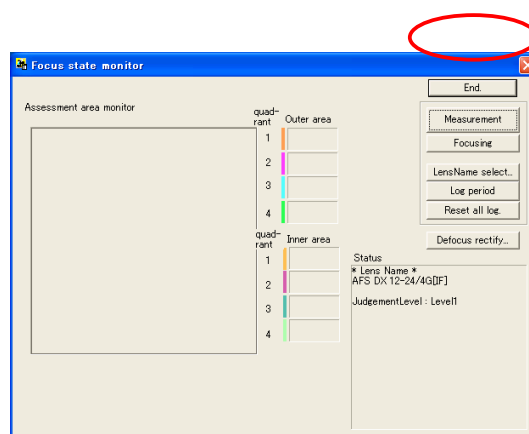 Focus state monitor
End.
Assessment area monitor
quad-
rant
Outer area
1
2
3
4
quad-
rant
Inner area
1
2
3
4
Measurement
Focusing
LensName select..
Log period
Reset all log.
Defocus rectify...
Status
* Lens Name *
AFS DX 12-24/4G[IF]
JudgementLevel : Level1